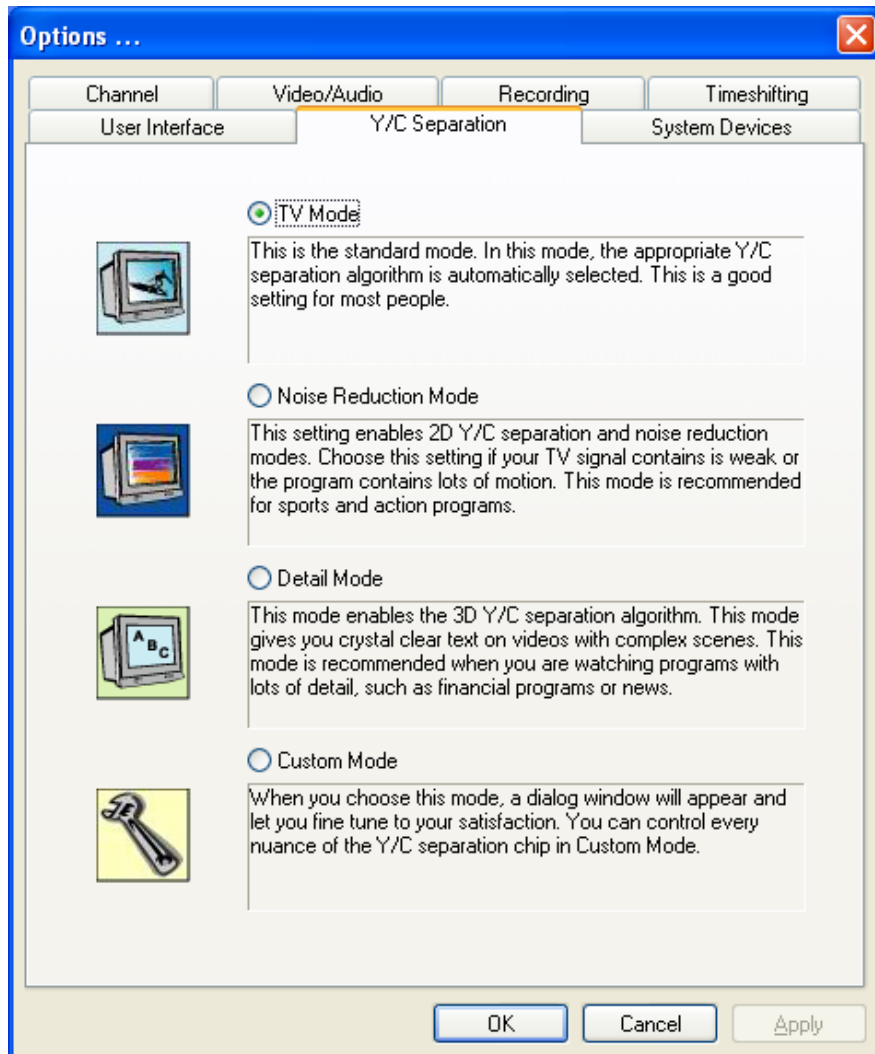 Options ...
Channel
Video/Audio
Recording
Timeshifting
User Interface
Y/C Separation
System Devices
TV Mode
This is the standard mode. In this mode, the appropriate Y/C
separation algorithm is automatically selected. This is a good
setting for most people.
Noise Reduction Mode
This setting enables 2D Y/C separation and noise reduction
modes. Choose this setting if your TV signal contains is weak or
the program contains lots of motion. This mode is recommended
for sports and action programs.
Detail Mode
A B C
This mode enables the 3D Y/C separation algorithm. This mode
gives you crystal clear text on videos with complex scenes. This
mode is recommended when you are watching programs with
lots of detail, such as financial programs or news.
Custom Mode
When you choose this mode, a dialog window will appear and
let you fine tune to your satisfaction. You can control every
nuance of the Y/C separation chip in Custom Mode.
OK
Cancel
Apply